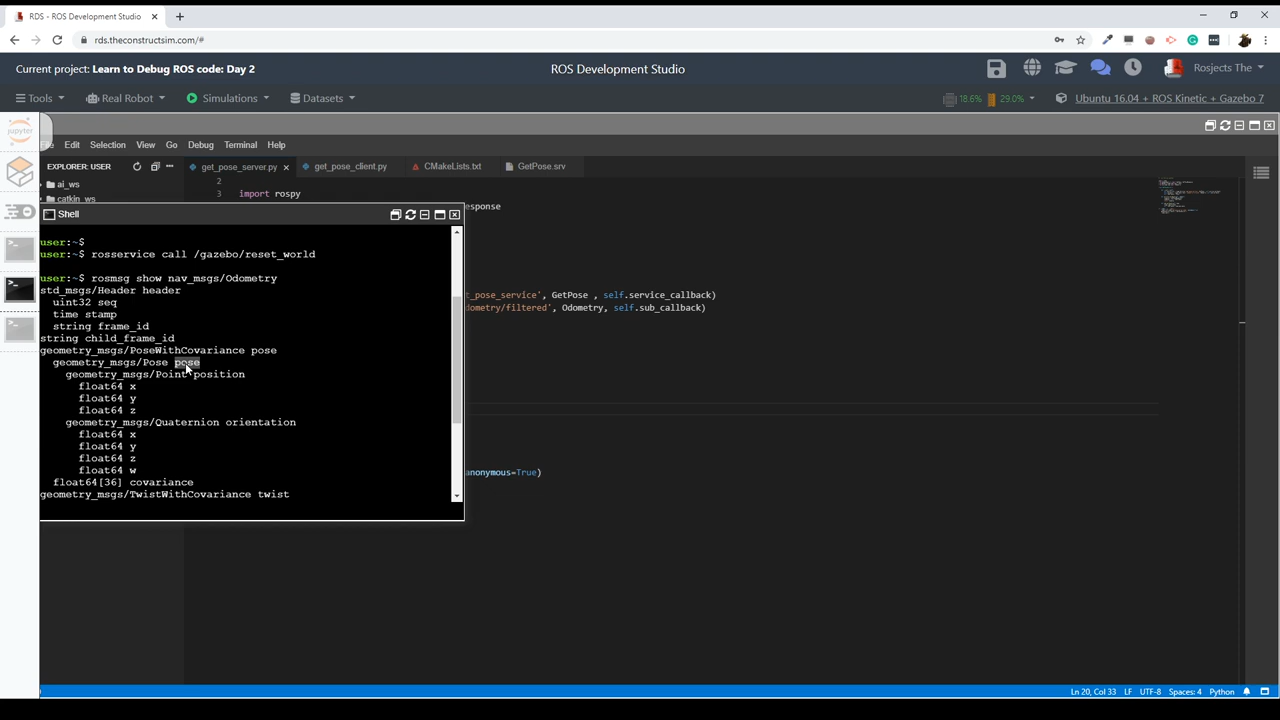 RDS - ROS Development Studio
rds.theconstructsim.com/#
Current project: Learn to Debug ROS code: Day 2
ROS Development Studio
Rosjects The
Tools
Real Robot
Simulations
Datasets
18.6%
29.0%
Ubuntu 16.04 + ROS Kinetic + Gazebo 7
jupyter
Edit Selection View Go Debug Terminal Help
EXPLORER: USER
get_pose_server.py
get_pose_client.py
CMakeLists.txt
GetPose.srv
ai_ws
catkin_ws
2
3 import rospy
esponse
Shell
user:~$
user:~$ rosservice call /gazebo/reset_world
user:~$ rosmsg show nav_msgs/Odometry
std_msgs/Header header
uint32 seq
time stamp
string frame_id
string child_frame_id
geometry_msgs/PoseWithCovariance pose
geometry_msgs/Pose pose
geometry_msgs/Point position
float64 x
float64 y
float64 z
geometry_msgs/Quaternion orientation
float64 x
float64 y
float64 z
float64 w
float64[36] covariance
geometry_msgs/TwistWithCovariance twist
t_pose_service', GetPose , self.service_callback)
dometry/filtered', Odometry, self.sub_callback)
anonymous=True)
Ln 20, Col 33 LF UTF-8 Spaces: 4 Python